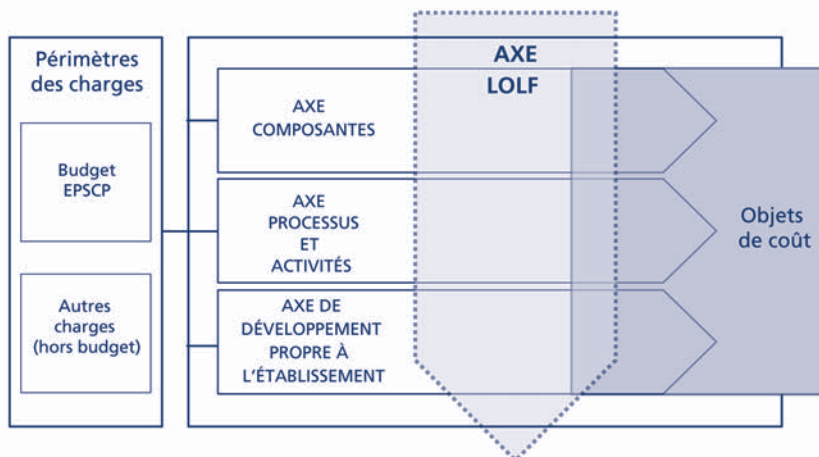 Périmètres
des charges
Budget
EPSCP
Autres
charges
(hors budget)
AXE
LOLF
AXE
COMPOSANTES
AXE
PROCESSUS
ET
ACTIVITÉS
AXE DE
DÉVELOPPEMENT
PROPRE À
L'ÉTABLISSEMENT
Objets
de coût